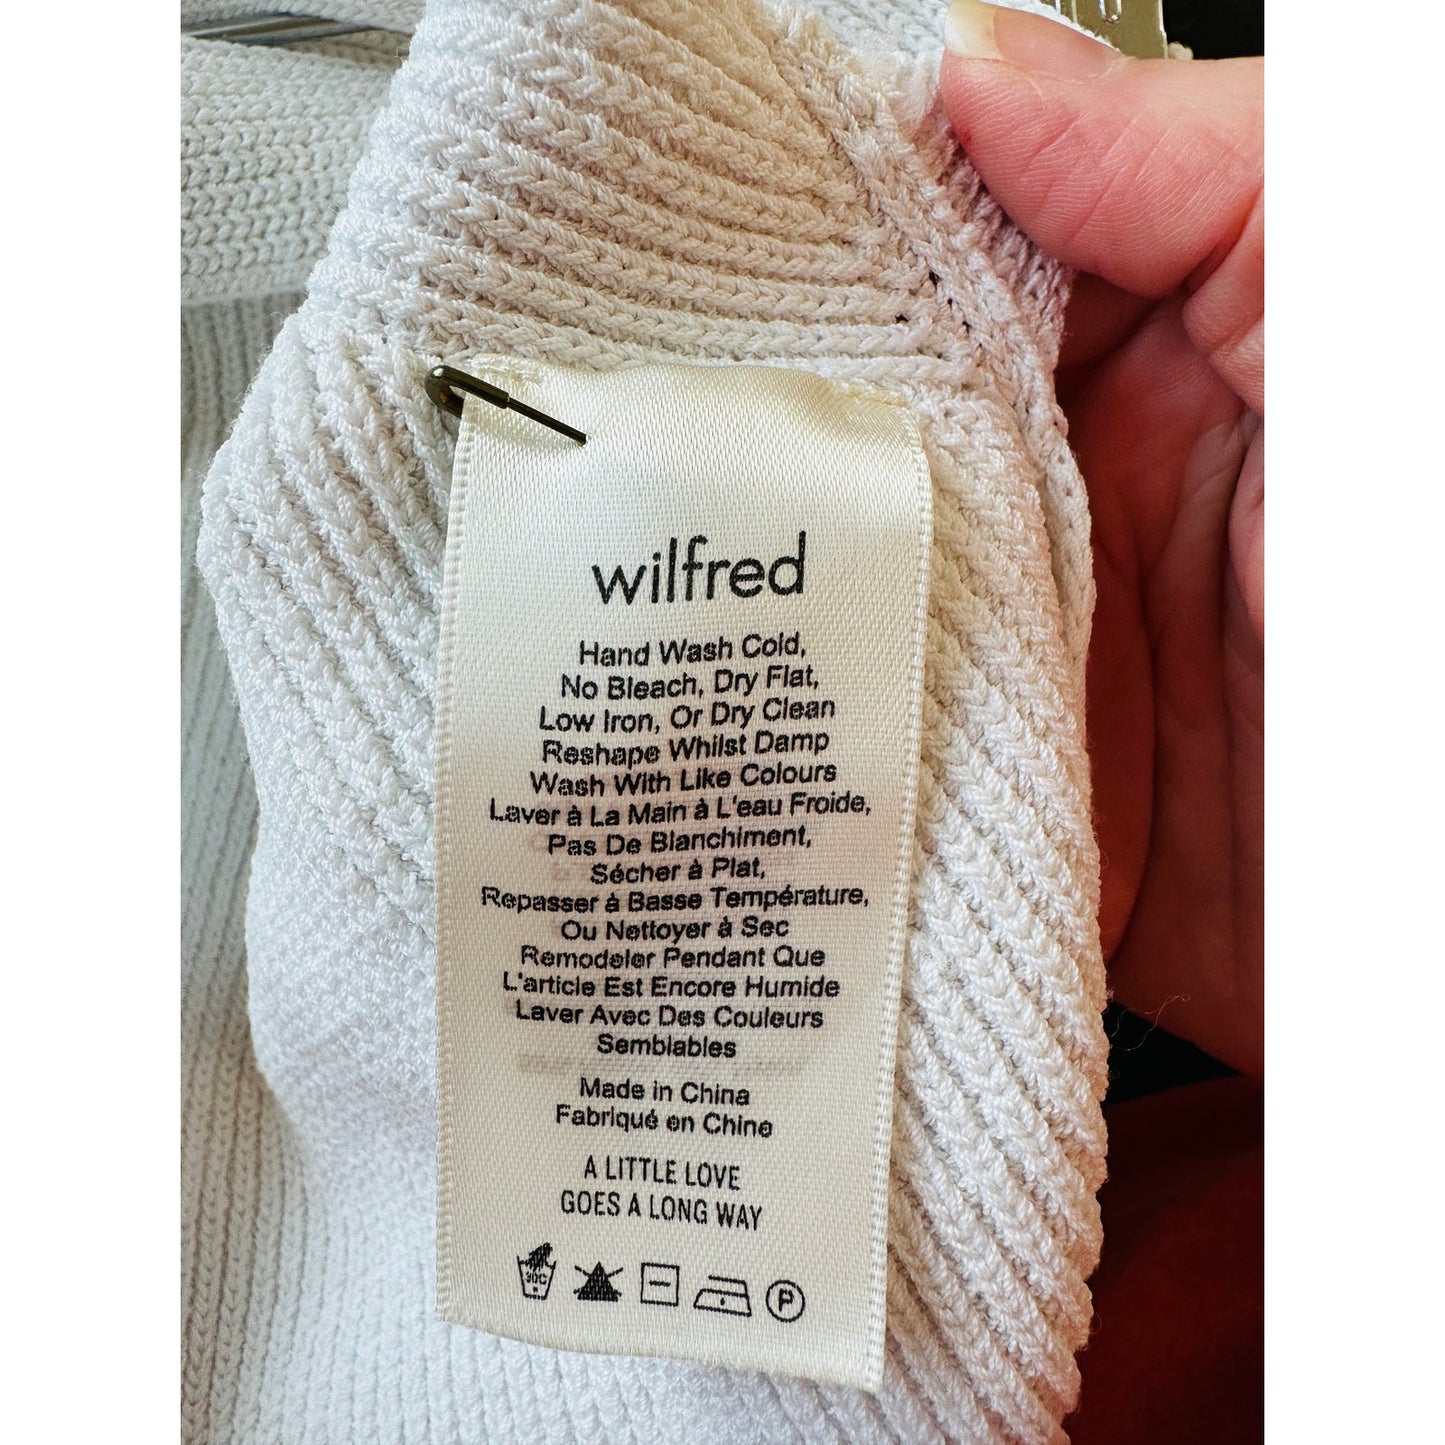 wilfred
Hand Wash Cold,
No Bleach, Dry Flat,
Low Iron, Or Dry Clean
Reshape Whilst Damp
Wash With Like Colours
Laver à La Main à L'eau Froide,
Pas De Blanchiment,
Sécher à Plat,
Repasser à Basse Température,
Ou Nettoyer à Sec
Remodeler Pendant Que
L'article Est Encore Humide
Laver Avec Des Couleurs
Semblables
Made in China
Fabriqué en Chine
A LITTLE LOVE
GOES A LONG WAY
30C P